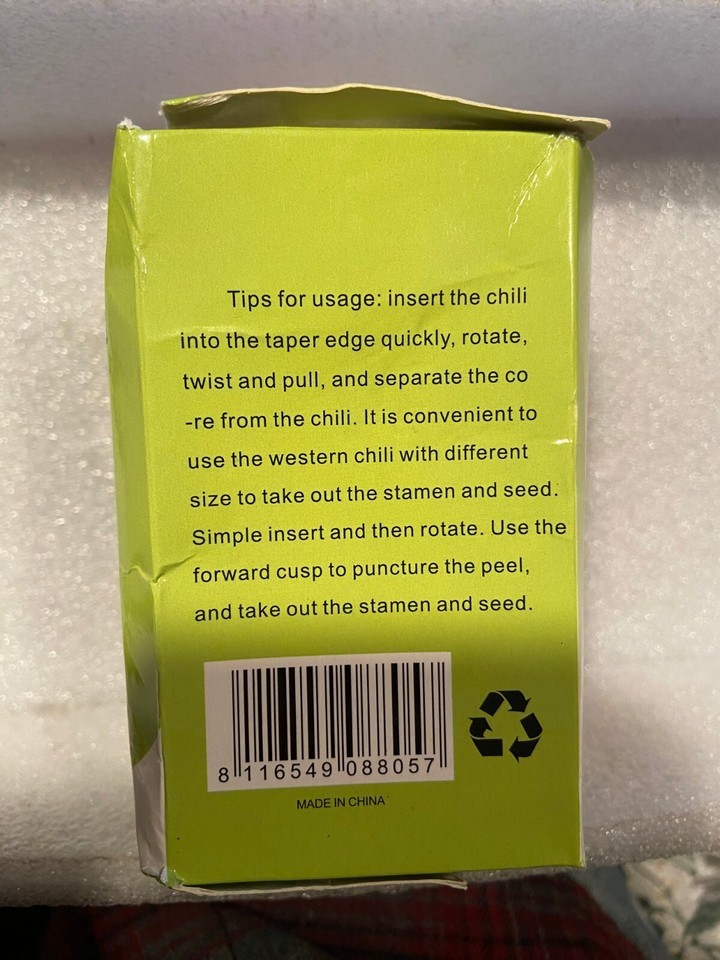 Tips for usage: insert the chili
into the taper edge quickly, rotate,
twist and pull, and separate the co
-re from the chili. It is convenient to
use the western chili with different
size to take out the stamen and seed.
Simple insert and then rotate. Use the
forward cusp to puncture the peel,
and take out the stamen and seed.
8 116549 088057
MADE IN CHINA